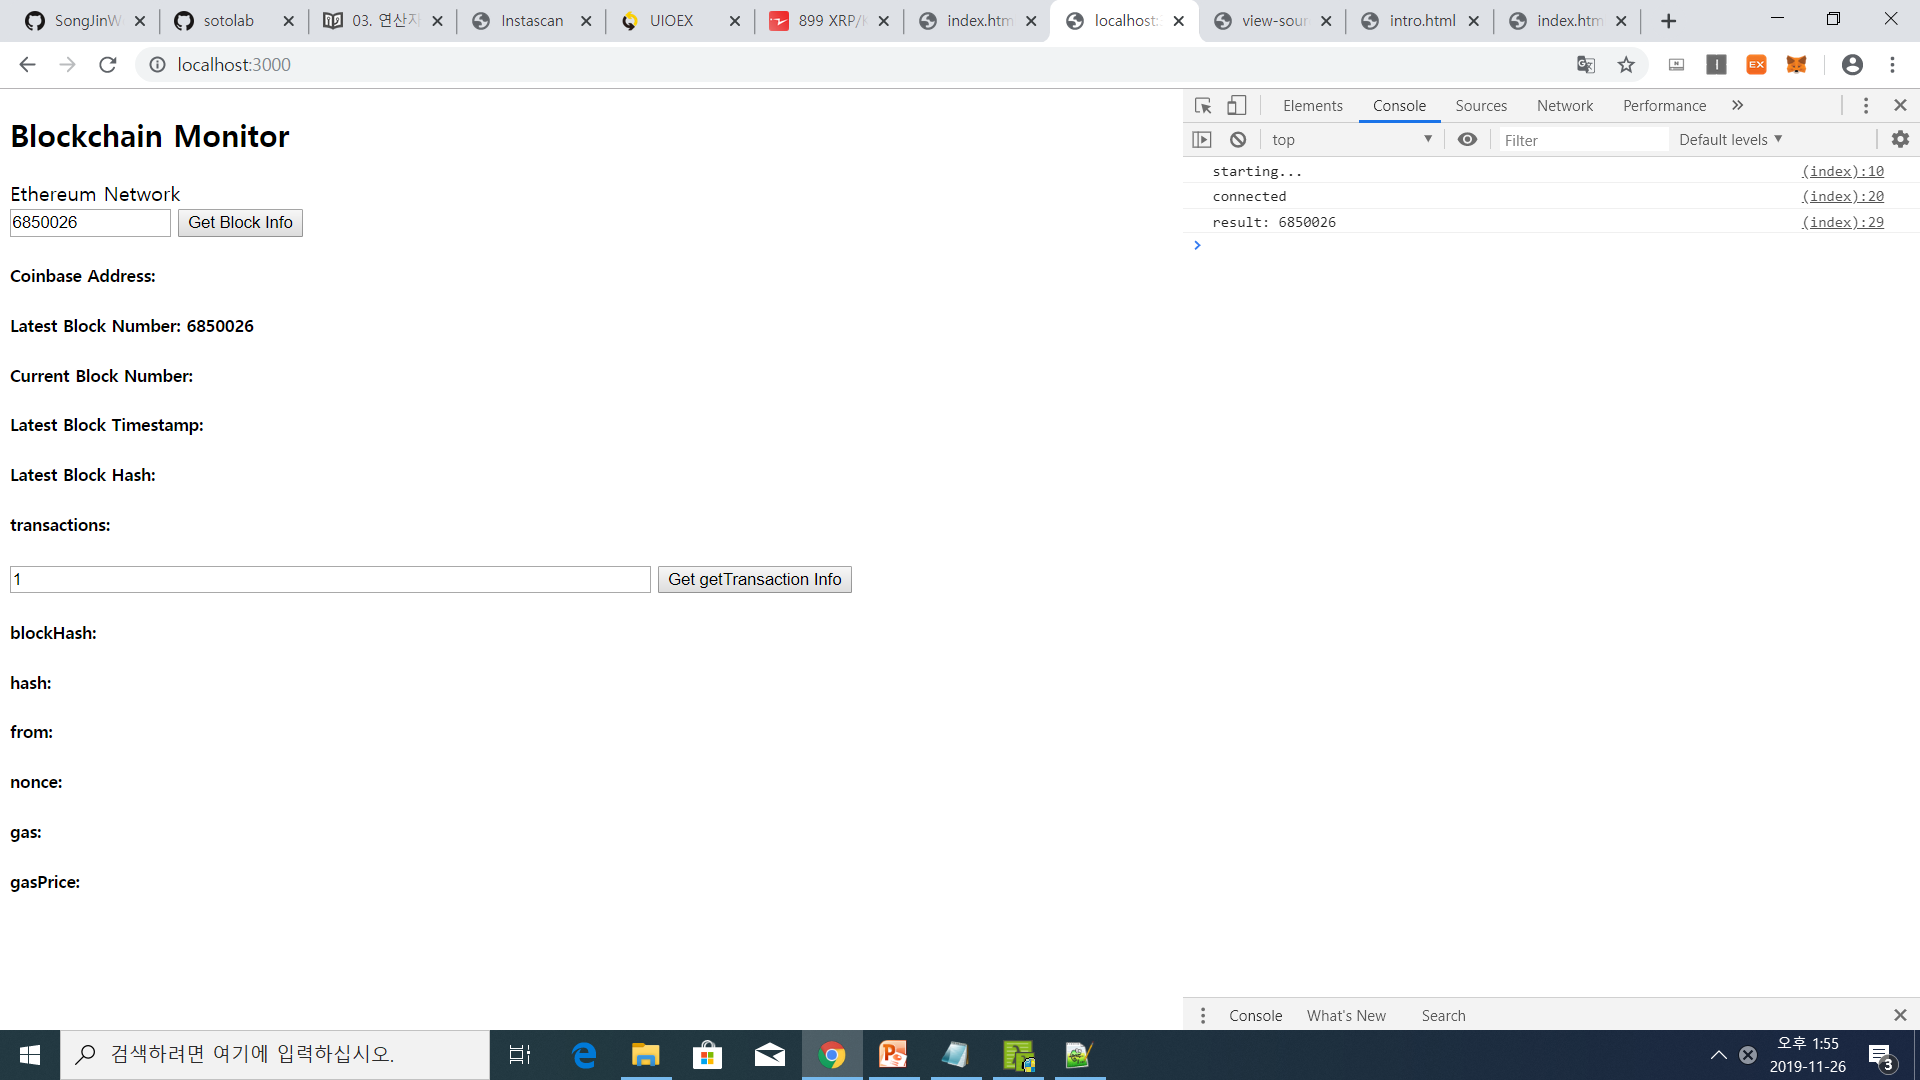 SongJinW
sotolab
03. 연산자
Instascan
UIOEX
899 XRP/
index.htm
localhost:
view-sour
intro.html
index.htm
localhost:3000
EX
Blockchain Monitor
Ethereum Network
6850026 Get Block Info
Coinbase Address:
Latest Block Number: 6850026
Current Block Number:
Latest Block Timestamp:
Latest Block Hash:
transactions:
1 Get getTransaction Info
blockHash:
hash:
from:
nonce:
gas:
gasPrice:
Elements Console Sources Network Performance
top Filter Default levels
starting... (index):10
connected (index):20
result: 6850026 (index):29
Console What's New Search
검색하려면 여기에 입력하십시오.
오후 1:55
2019-11-26
3